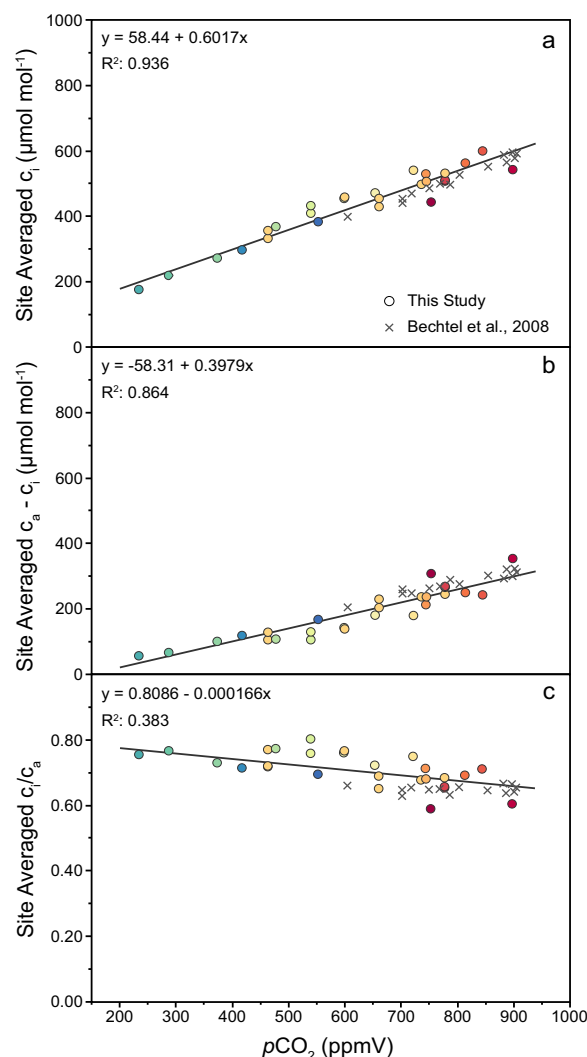 1000
800
600
400
200
0
Site Averaged cᵢ (µmol mol⁻¹)
y = 58.44 + 0.6017x
R²: 0.936
a
This Study
Bechtel et al., 2008
800
600
400
200
0
Site Averaged cₐ - cᵢ (µmol mol⁻¹)
y = -58.31 + 0.3979x
R²: 0.864
b
0.80
0.60
0.40
0.20
0.00
Site Averaged cᵢ/cₐ
y = 0.8086 - 0.000166x
R²: 0.383
c
200 300 400 500 600 700 800 900 1000
pCO₂ (ppmV)